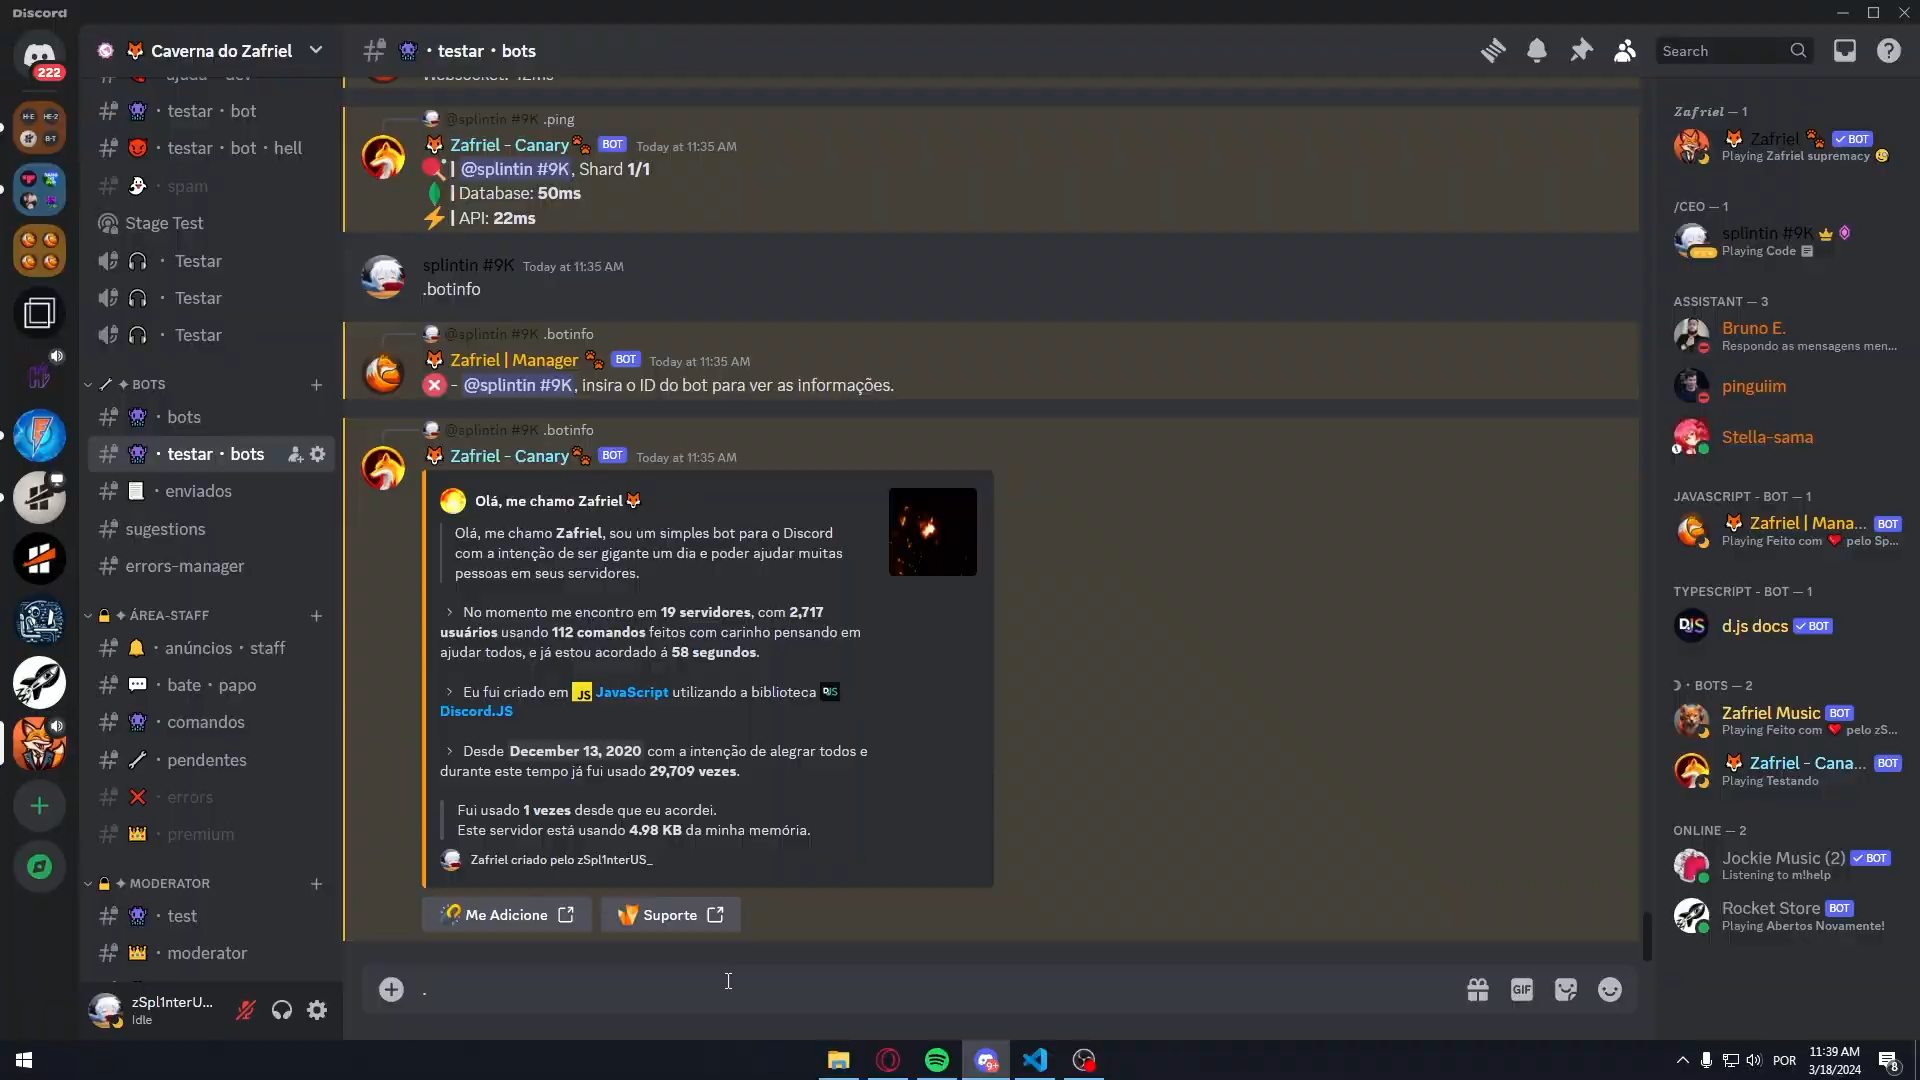 Discord
222
Caverna do Zafriel
testar · bot
testar · bot · hell
spam
Stage Test
Testar
Testar
Testar
BOTS
bots
testar · bots
enviados
sugestions
errors-manager
ÁREA-STAFF
anúncios · staff
bate · papo
comandos
pendentes
errors
premium
MODERATOR
test
moderator
zSpl1nterU...
Idle
· testar · bots
Search
@splintin #9K .ping
Zafriel - Canary BOT Today at 11:35 AM
| @splintin #9K, Shard 1/1
| Database: 50ms
| API: 22ms
splintin #9K Today at 11:35 AM
.botinfo
@splintin #9K .botinfo
Zafriel | Manager BOT Today at 11:35 AM
- @splintin #9K, insira o ID do bot para ver as informações.
@splintin #9K .botinfo
Zafriel - Canary BOT Today at 11:35 AM
Olá, me chamo Zafriel
Olá, me chamo Zafriel, sou um simples bot para o Discord
com a intenção de ser gigante um dia e poder ajudar muitas
pessoas em seus servidores.
No momento me encontro em 19 servidores, com 2,717
usuários usando 112 comandos feitos com carinho pensando em
ajudar todos, e já estou acordado á 58 segundos.
Eu fui criado em JS JavaScript utilizando a biblioteca DJS
Discord.JS
Desde December 13, 2020 com a intenção de alegrar todos e
durante este tempo já fui usado 29,709 vezes.
Fui usado 1 vezes desde que eu acordei.
Este servidor está usando 4.98 KB da minha memória.
Zafriel criado pelo zSpl1nterUS_
Me Adicione
Suporte
.
GIF
Zafriel — 1
Zafriel BOT
Playing Zafriel supremacy
/CEO — 1
splintin #9K
Playing Code
ASSISTANT — 3
Bruno E.
Respondo as mensagens men...
pinguiim
Stella-sama
JAVASCRIPT - BOT — 1
Zafriel | Mana... BOT
Playing Feito com ❤ pelo Sp...
TYPESCRIPT - BOT — 1
d.js docs BOT
· BOTS — 2
Zafriel Music BOT
Playing Feito com ❤ pelo zS...
Zafriel - Cana... BOT
Playing Testando
ONLINE — 2
Jockie Music (2) BOT
Listening to m!help
Rocket Store BOT
Playing Abertos Novamente!
9+
POR
11:39 AM
3/18/2024
8